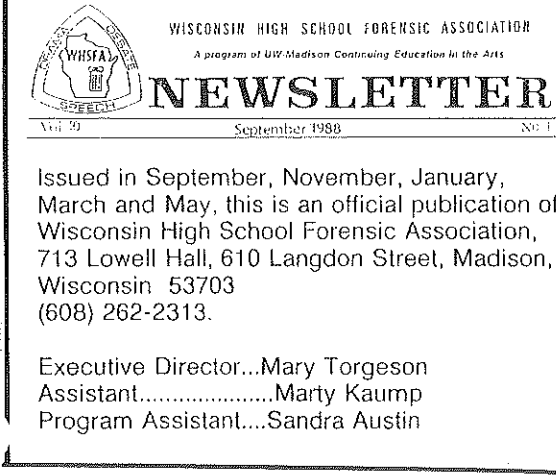 WISCONSIN HIGH SCHOOL FORENSIC ASSOCIATION
A program of UW-Madison Continuing Education in the Arts
DRAMA DEBATE
WHSFA
SPEECH
NEWSLETTER
September 1988
Issued in September, November, January,
March and May, this is an official publication of
Wisconsin High School Forensic Association,
713 Lowell Hall, 610 Langdon Street, Madison,
Wisconsin 53703
(608) 262-2313.
Executive Director...Mary Torgeson
Assistant.....................Marty Kaump
Program Assistant....Sandra Austin